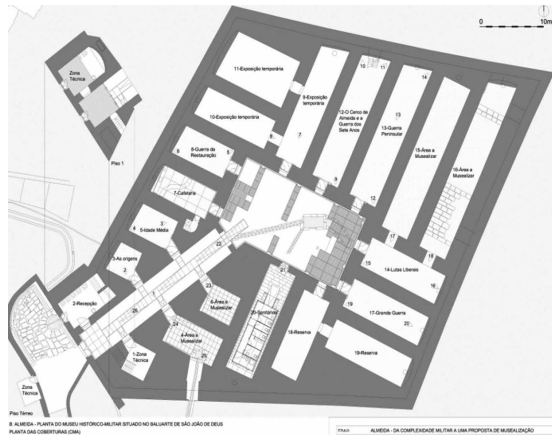 0 10m
Zona
Técnica
Piso 1
11-Exposição temporária
10-Exposição temporária
9-Exposição
temporária
12-O Cerco de
Almeida e a
Guerra dos
Sete Anos
13-Guerra
Peninsular
15-Área a
Musealizar
16-Área a
Musealizar
8-Guerra da
Restauração
7-Cafetaria
5-Idade Média
3-As origens
2-Recepção
1-Zona
Técnica
4-Área a
Musealizar
6-Área a
Musealizar
20-Sanitários
18-Reserva
19-Reserva
17-Grande Guerra
14-Lutas Liberais
Zona
Técnica
Piso Térreo
B. ALMEIDA - PLANTA DO MUSEU HISTÓRICO-MILITAR SITUADO NO BALUARTE DE SÃO JOÃO DE DEUS
PLANTA DAS COBERTURAS (CMA)
ALMEIDA - DA COMPLEXIDADE MILITAR A UMA PROPOSTA DE MUSEALIZAÇÃO